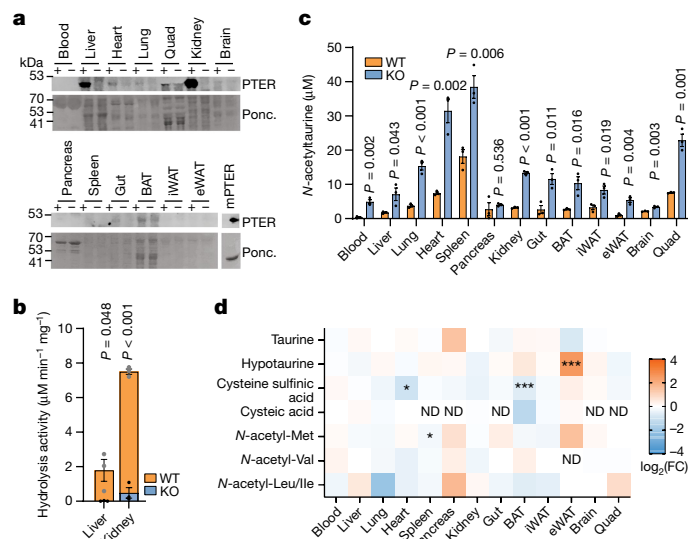 a
Blood
Liver
Heart
Lung
Quad
Kidney
Brain
kDa
+ − + − + − + − + − + − + −
53
PTER
70
53
41
Ponc.
Pancreas
Spleen
Gut
BAT
iWAT
eWAT
mPTER
+ − + − + − + − + − + −
53
PTER
70
53
41
Ponc.
b
Hydrolysis activity (μM min−1 mg−1)
10
8
6
4
2
0
P = 0.048
P < 0.001
WT
KO
Liver
Kidney
c
N-acetyltaurine (μM)
50
40
30
20
10
0
WT
KO
P = 0.002
P = 0.043
P < 0.001
P = 0.002
P = 0.006
P = 0.536
P < 0.001
P = 0.011
P = 0.016
P = 0.019
P = 0.004
P = 0.003
P = 0.001
Blood
Liver
Lung
Heart
Spleen
Pancreas
Kidney
Gut
BAT
iWAT
eWAT
Brain
Quad
d
Taurine
Hypotaurine
***
Cysteine sulfinic
acid
* ***
Cysteic acid
ND ND ND ND ND
N-acetyl-Met
*
N-acetyl-Val
ND
N-acetyl-Leu/Ile
Blood
Liver
Lung
Heart
Spleen
Pancreas
Kidney
Gut
BAT
iWAT
eWAT
Brain
Quad
4
2
0
−2
−4
log2(FC)